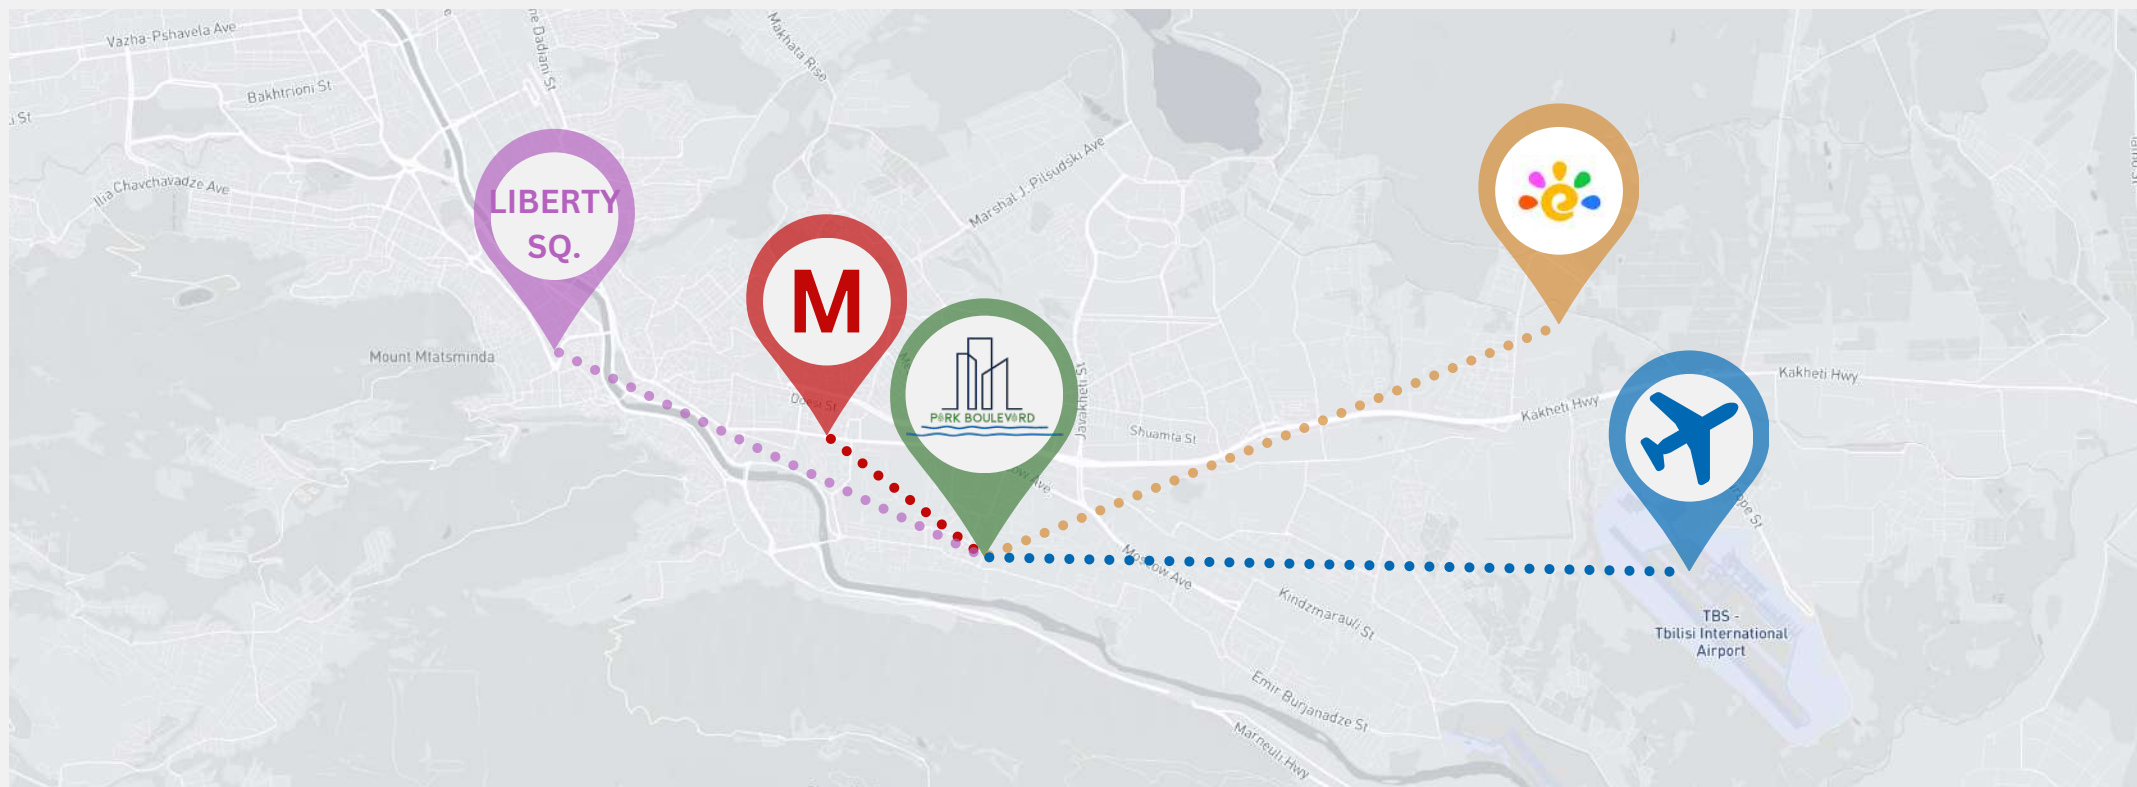 Vazha-Pshavela Ave
Bakhtrioni St
Makhata Rise
u St
Ilia Chavchavadze Ave
Marshal J. Pilsudski Ave
LIBERTY
SQ.
M
e
Mount Mtatsminda
PARK BOULEVARD
Javakheti St
Shuamta St
Kakheti Hwy
Kakheti Hwy
Moscow Ave
Kindzmarauli St
TBS -
Tbilisi International
Airport
Emir Burjanadze St
Marneuli Hwy